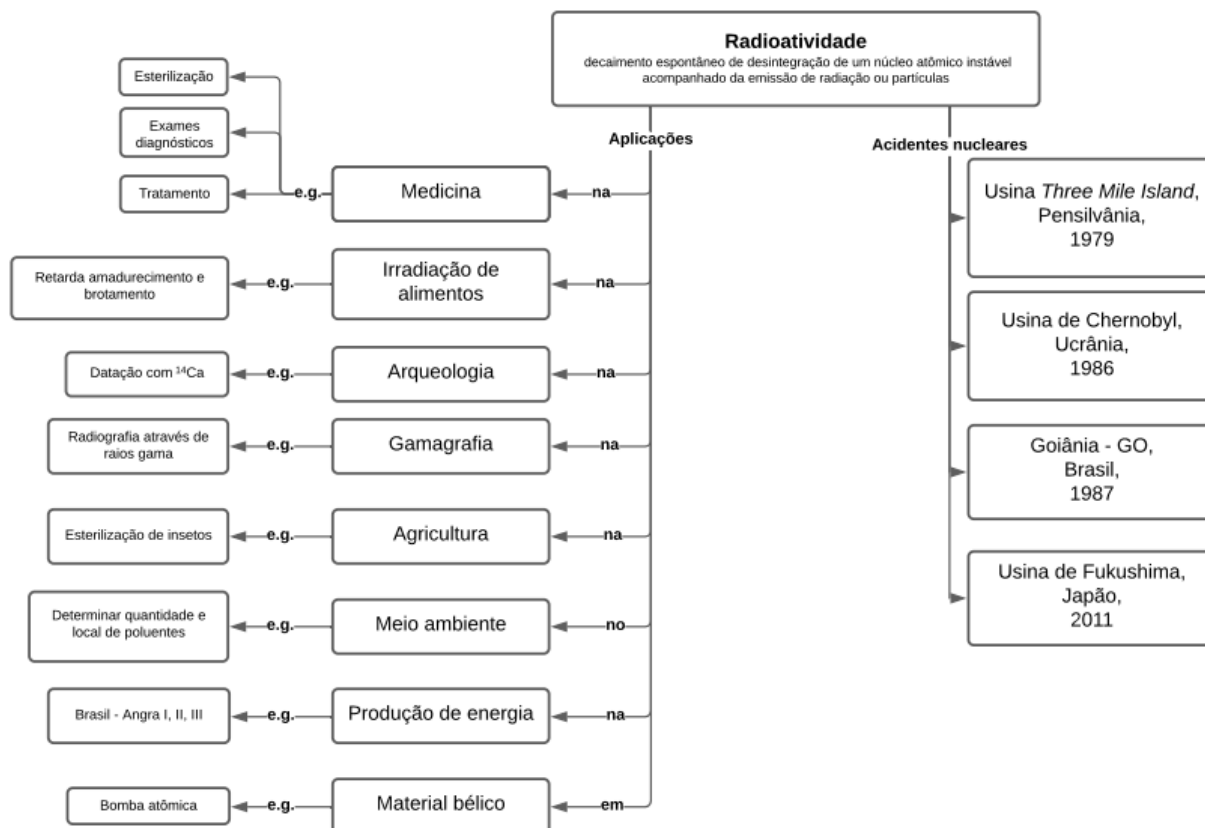 Radioatividade
decaimento espontâneo de desintegração de um núcleo atômico instável
acompanhado da emissão de radiação ou partículas
Aplicações
Acidentes nucleares
Esterilização
Exames
diagnósticos
Tratamento
e.g.
Medicina
na
Retarda amadurecimento e
brotamento
e.g.
Irradiação de
alimentos
na
Datação com ¹⁴Ca
e.g.
Arqueologia
na
Radiografia através de
raios gama
e.g.
Gamagrafia
na
Esterilização de insetos
e.g.
Agricultura
na
Determinar quantidade e
local de poluentes
e.g.
Meio ambiente
no
Brasil - Angra I, II, III
e.g.
Produção de energia
na
Bomba atômica
e.g.
Material bélico
em
Usina Three Mile Island,
Pensilvânia,
1979
Usina de Chernobyl,
Ucrânia,
1986
Goiânia - GO,
Brasil,
1987
Usina de Fukushima,
Japão,
2011